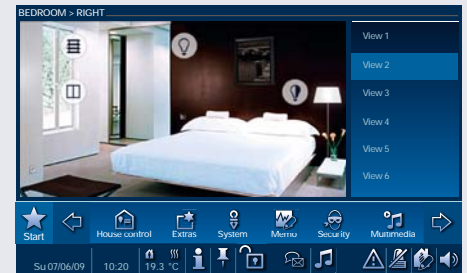 BEDROOM > RIGHT
View 1
View 2
View 3
View 4
View 5
View 6
Start
House control
Extras
System
Memo
Security
Multimedia
Su 07/06/09
10:20
19.3 °C